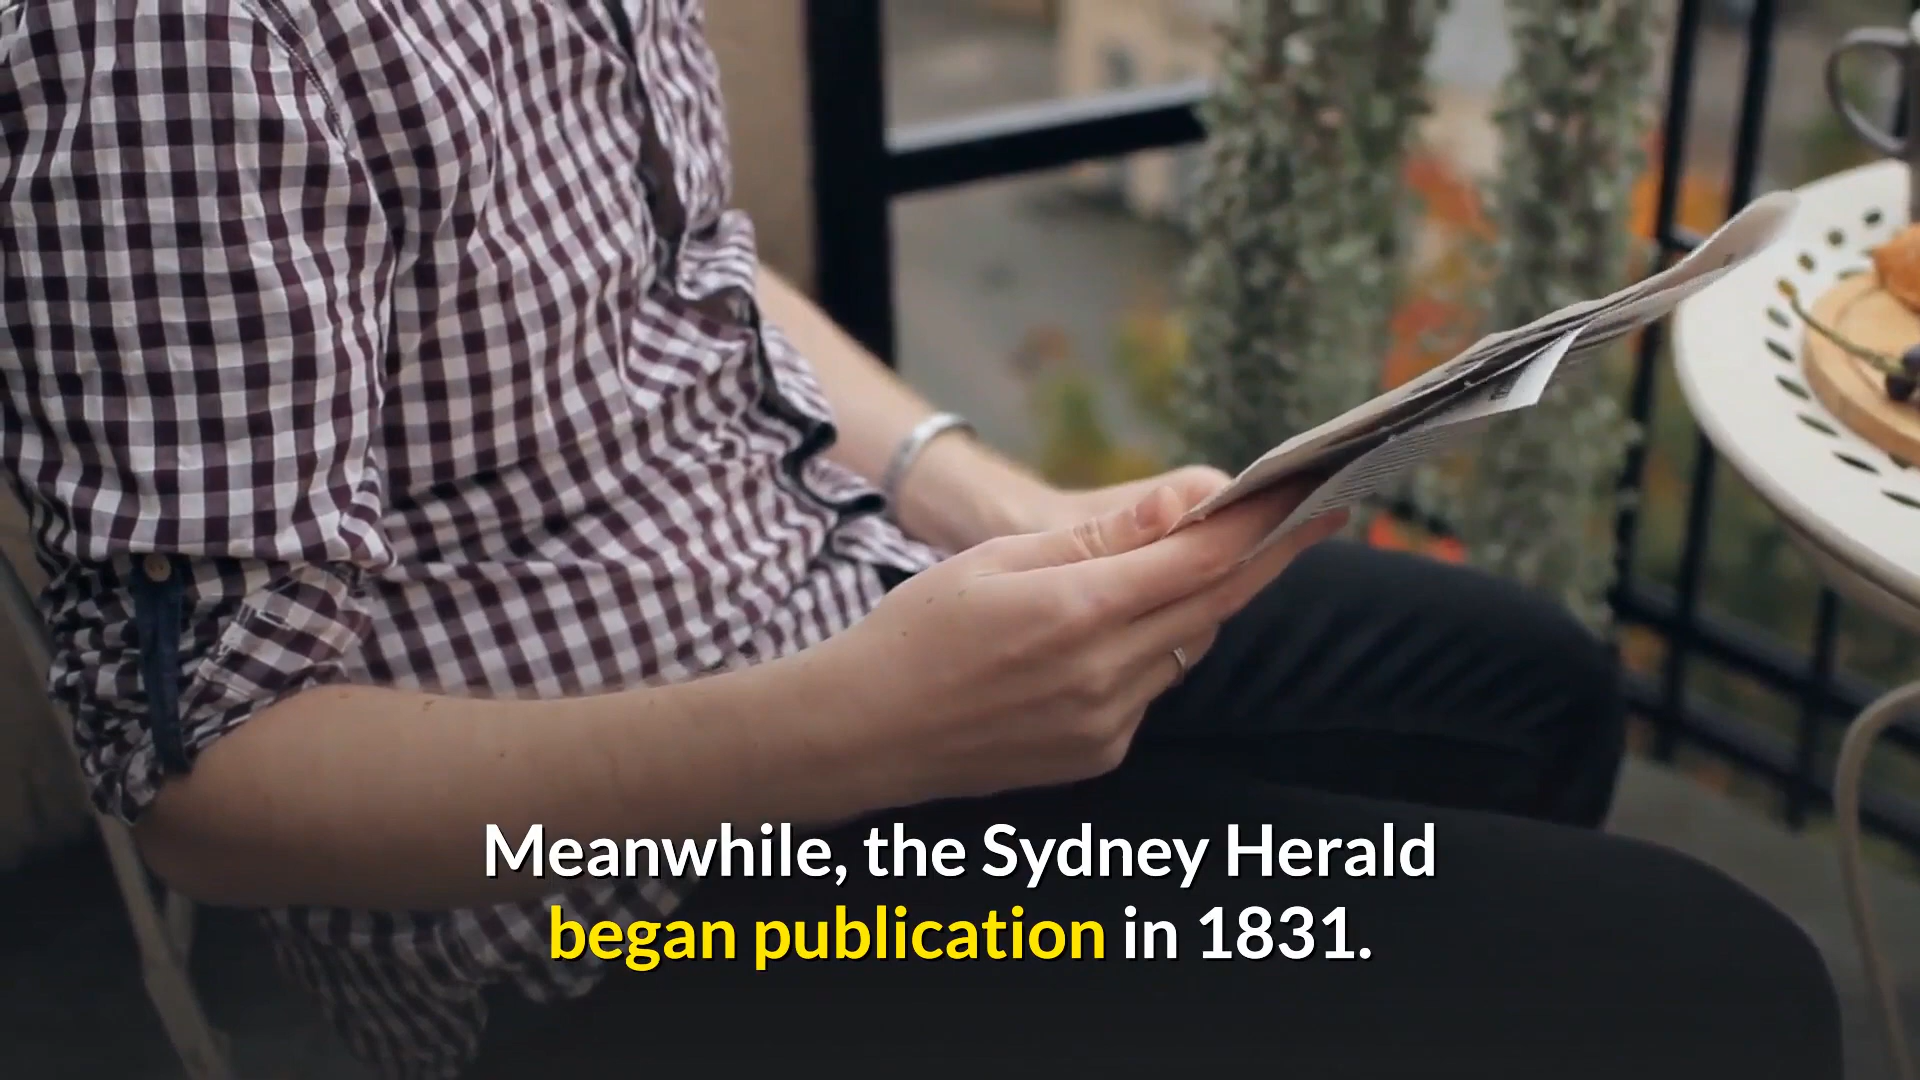 Meanwhile, the Sydney Herald
began publication in 1831.